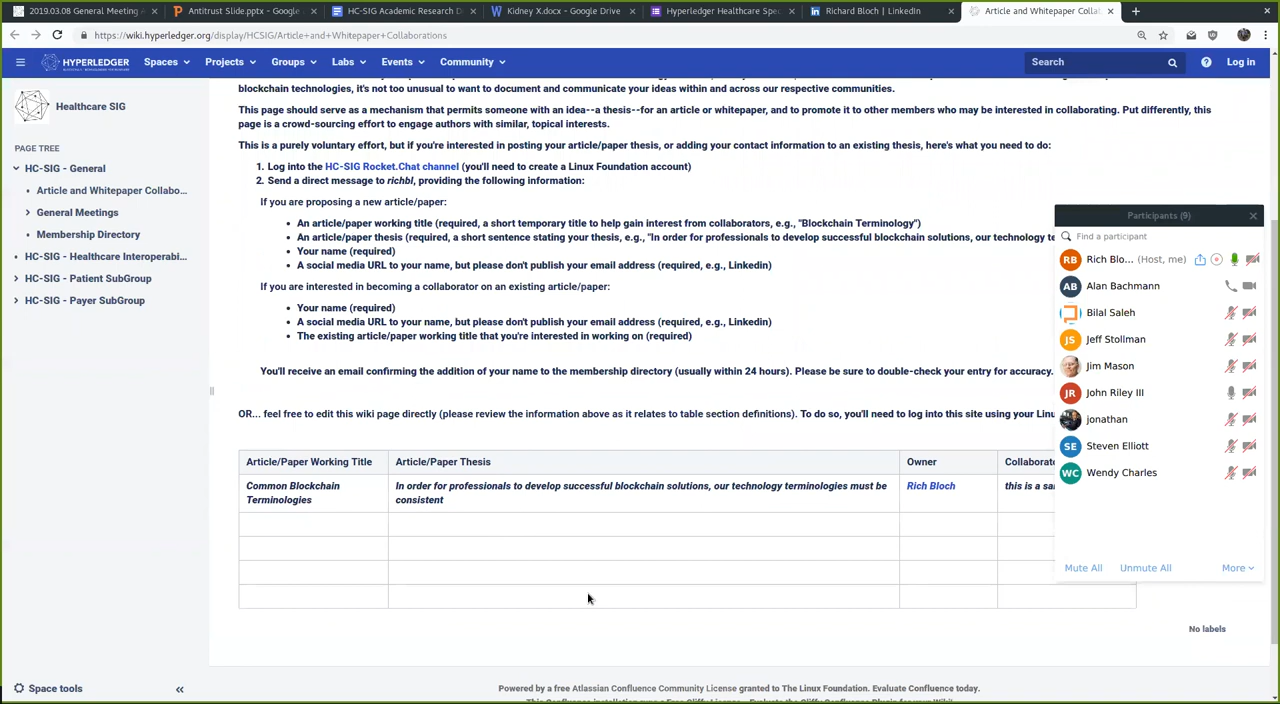 2019.03.08 General Meeting A
Antitrust Slide.pptx - Google
HC-SIG Academic Research D
Kidney X.docx - Google Drive
Hyperledger Healthcare Spec
Richard Bloch | LinkedIn
Article and Whitepaper Collab
https://wiki.hyperledger.org/display/HCSIG/Article+and+Whitepaper+Collaborations
HYPERLEDGER
Spaces
Projects
Groups
Labs
Events
Community
Search
Log in
Healthcare SIG
PAGE TREE
HC-SIG - General
Article and Whitepaper Collabo...
General Meetings
Membership Directory
HC-SIG - Healthcare Interoperabi...
HC-SIG - Patient SubGroup
HC-SIG - Payer SubGroup
Space tools
blockchain technologies, it's not too unusual to want to document and communicate your ideas within and across our respective communities.
This page should serve as a mechanism that permits someone with an idea--a thesis--for an article or whitepaper, and to promote it to other members who may be interested in collaborating. Put differently, this
page is a crowd-sourcing effort to engage authors with similar, topical interests.
This is a purely voluntary effort, but if you're interested in posting your article/paper thesis, or adding your contact information to an existing thesis, here's what you need to do:
1. Log into the HC-SIG Rocket.Chat channel (you'll need to create a Linux Foundation account)
2. Send a direct message to richbl, providing the following information:
If you are proposing a new article/paper:
• An article/paper working title (required, a short temporary title to help gain interest from collaborators, e.g., "Blockchain Terminology")
• An article/paper thesis (required, a short sentence stating your thesis, e.g., "In order for professionals to develop successful blockchain solutions, our technology te
• Your name (required)
• A social media URL to your name, but please don't publish your email address (required, e.g., Linkedin)
If you are interested in becoming a collaborator on an existing article/paper:
• Your name (required)
• A social media URL to your name, but please don't publish your email address (required, e.g., Linkedin)
• The existing article/paper working title that you're interested in working on (required)
You'll receive an email confirming the addition of your name to the membership directory (usually within 24 hours). Please be sure to double-check your entry for accuracy.
OR... feel free to edit this wiki page directly (please review the information above as it relates to table section definitions). To do so, you'll need to log into this site using your Linu
Article/Paper Working Title
Article/Paper Thesis
Owner
Collaborato
Common Blockchain
Terminologies
In order for professionals to develop successful blockchain solutions, our technology terminologies must be
consistent
Rich Bloch
this is a sa
No labels
Powered by a free Atlassian Confluence Community License granted to The Linux Foundation. Evaluate Confluence today.
Participants (9)
Find a participant
RB Rich Blo... (Host, me)
AB Alan Bachmann
Bilal Saleh
JS Jeff Stollman
Jim Mason
JR John Riley III
jonathan
SE Steven Elliott
WC Wendy Charles
Mute All
Unmute All
More